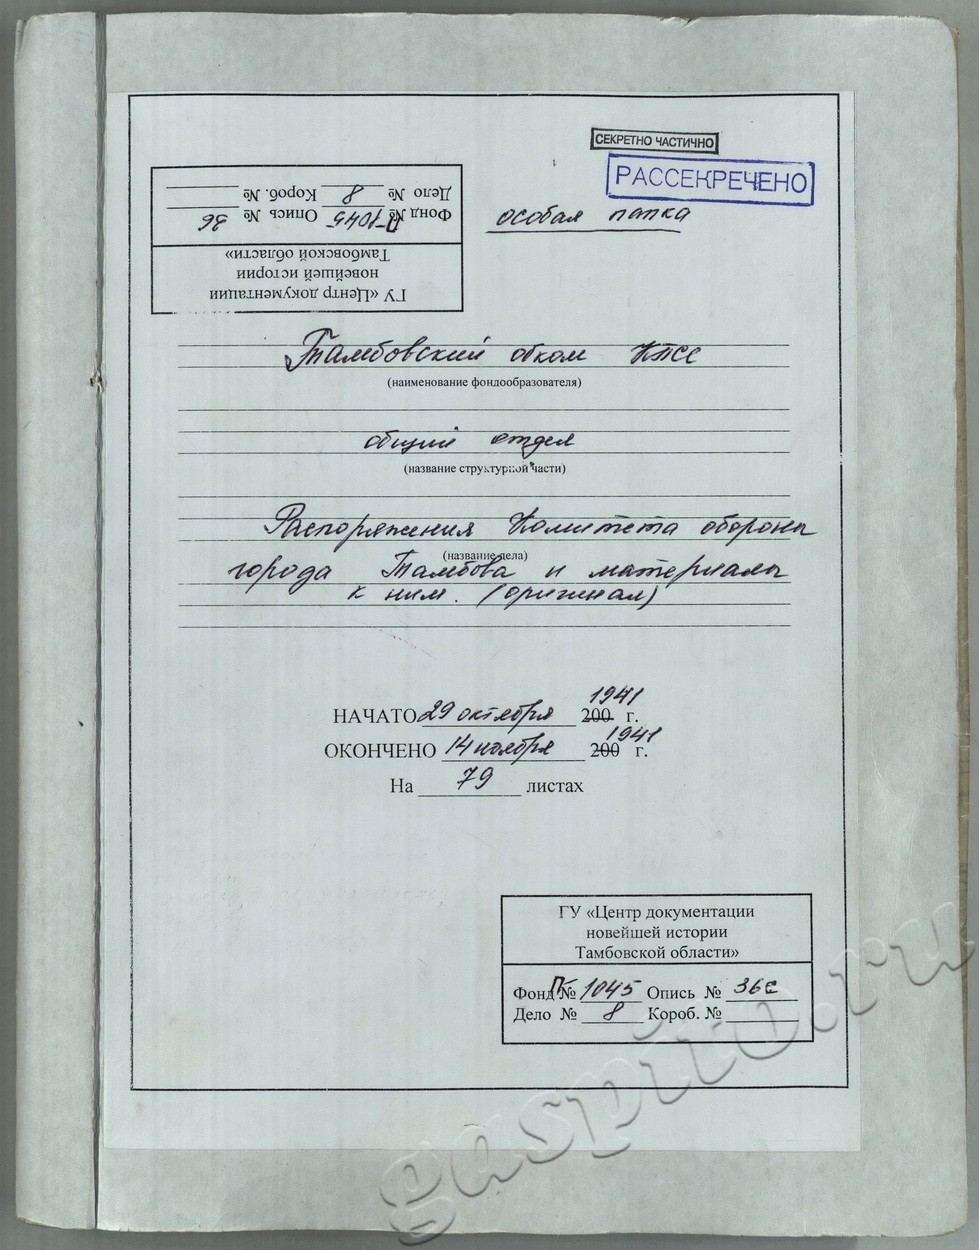 СЕКРЕТНО ЧАСТИЧНО
РАССЕКРЕЧЕНО
особая папка
ГУ «Центр документации
новейшей истории
Тамбовской области»
Фонд № П-1045 Опись № 36
Дело № 8 Короб. №
Тамбовский обком КПСС
(наименование фондообразователя)
общий отдел
(название структурной части)
Распоряжения Комитета обороны
(название дела)
города Тамбова и материалы
к ним. (оригинал)
НАЧАТО 29 октября 200 1941 г.
ОКОНЧЕНО 14 ноября 200 1941 г.
На 79 листах
ГУ «Центр документации
новейшей истории
Тамбовской области»
Фонд П № 1045 Опись № 36с
Дело № 8 Короб. №
gaspito.ru